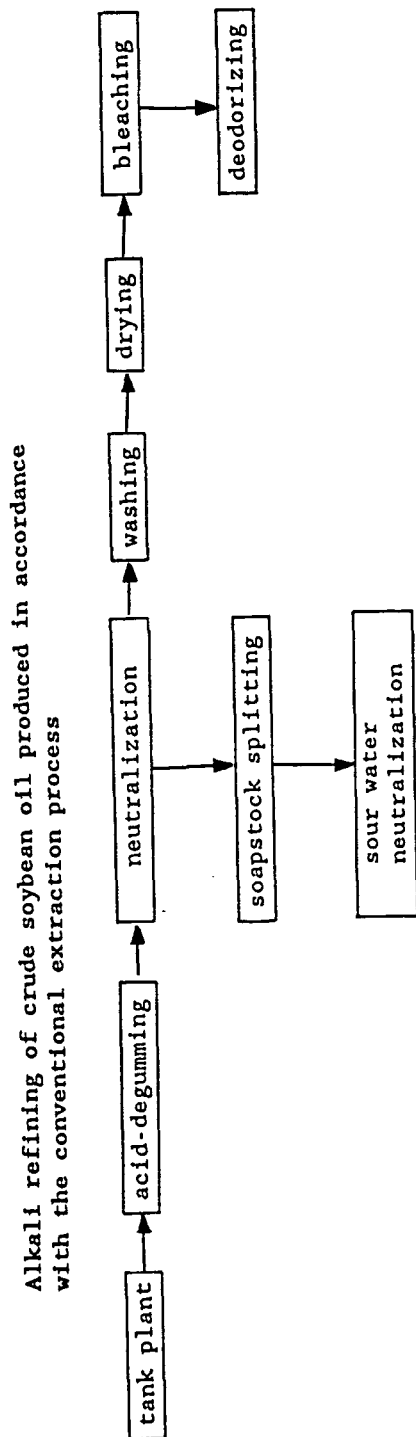 Alkali refining of crude soybean oil produced in accordance
with the conventional extraction process
tank plant
acid-degumming
neutralization
washing
drying
bleaching
deodorizing
soapstock splitting
sour water
neutralization